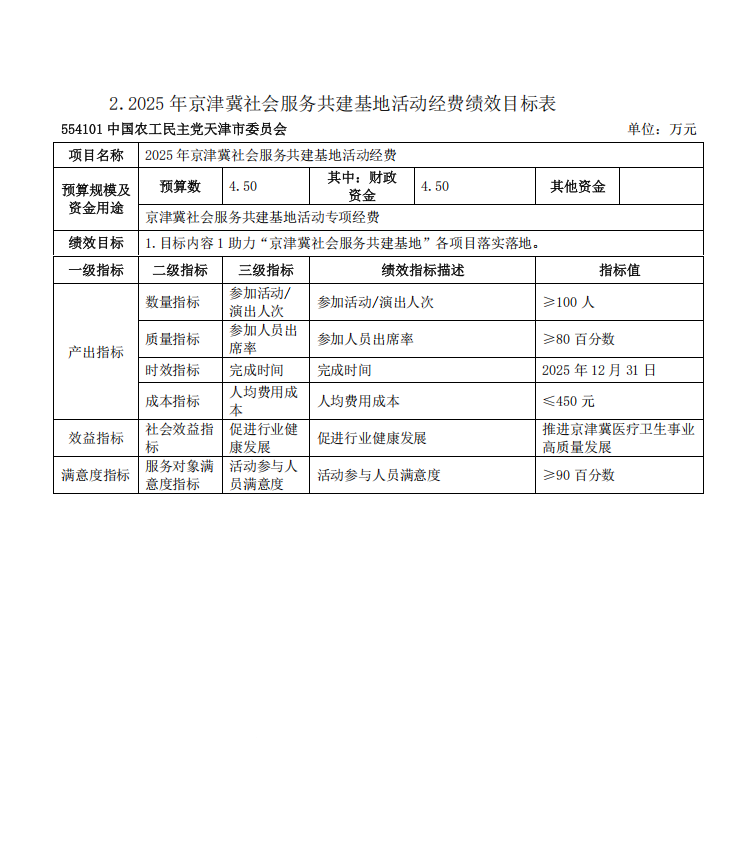 2.2025 年京津冀社会服务共建基地活动经费绩效目标表
554101 中国农工民主党天津市委员会 单位：万元
项目名称 2025 年京津冀社会服务共建基地活动经费
预算规模及
资金用途
预算数 4.50 其中：财政
资金
4.50 其他资金
京津冀社会服务共建基地活动专项经费
绩效目标 1.目标内容 1 助力“京津冀社会服务共建基地”各项目落实落地。
一级指标 二级指标 三级指标 绩效指标描述 指标值
产出指标
数量指标
参加活动/
演出人次
参加活动/演出人次 ≥100 人
质量指标
参加人员出
席率
参加人员出席率 ≥80 百分数
时效指标 完成时间 完成时间 2025 年 12 月 31 日
成本指标
人均费用成
本
人均费用成本 ≤450 元
效益指标
社会效益指
标
促进行业健
康发展
促进行业健康发展
推进京津冀医疗卫生事业
高质量发展
满意度指标
服务对象满
意度指标
活动参与人
员满意度
活动参与人员满意度 ≥90 百分数